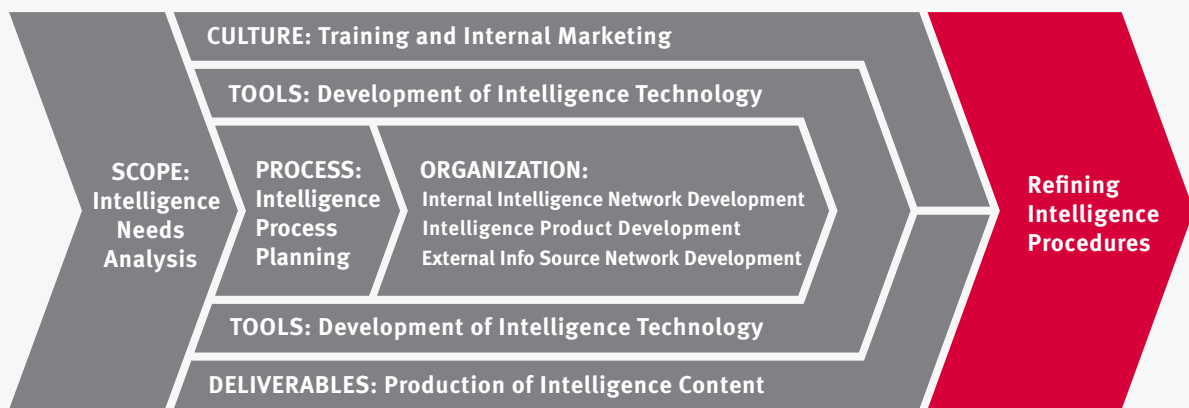 CULTURE: Training and Internal Marketing
TOOLS: Development of Intelligence Technology
SCOPE:
Intelligence
Needs
Analysis
PROCESS:
Intelligence
Process
Planning
ORGANIZATION:
Internal Intelligence Network Development
Intelligence Product Development
External Info Source Network Development
TOOLS: Development of Intelligence Technology
DELIVERABLES: Production of Intelligence Content
Refining
Intelligence
Procedures